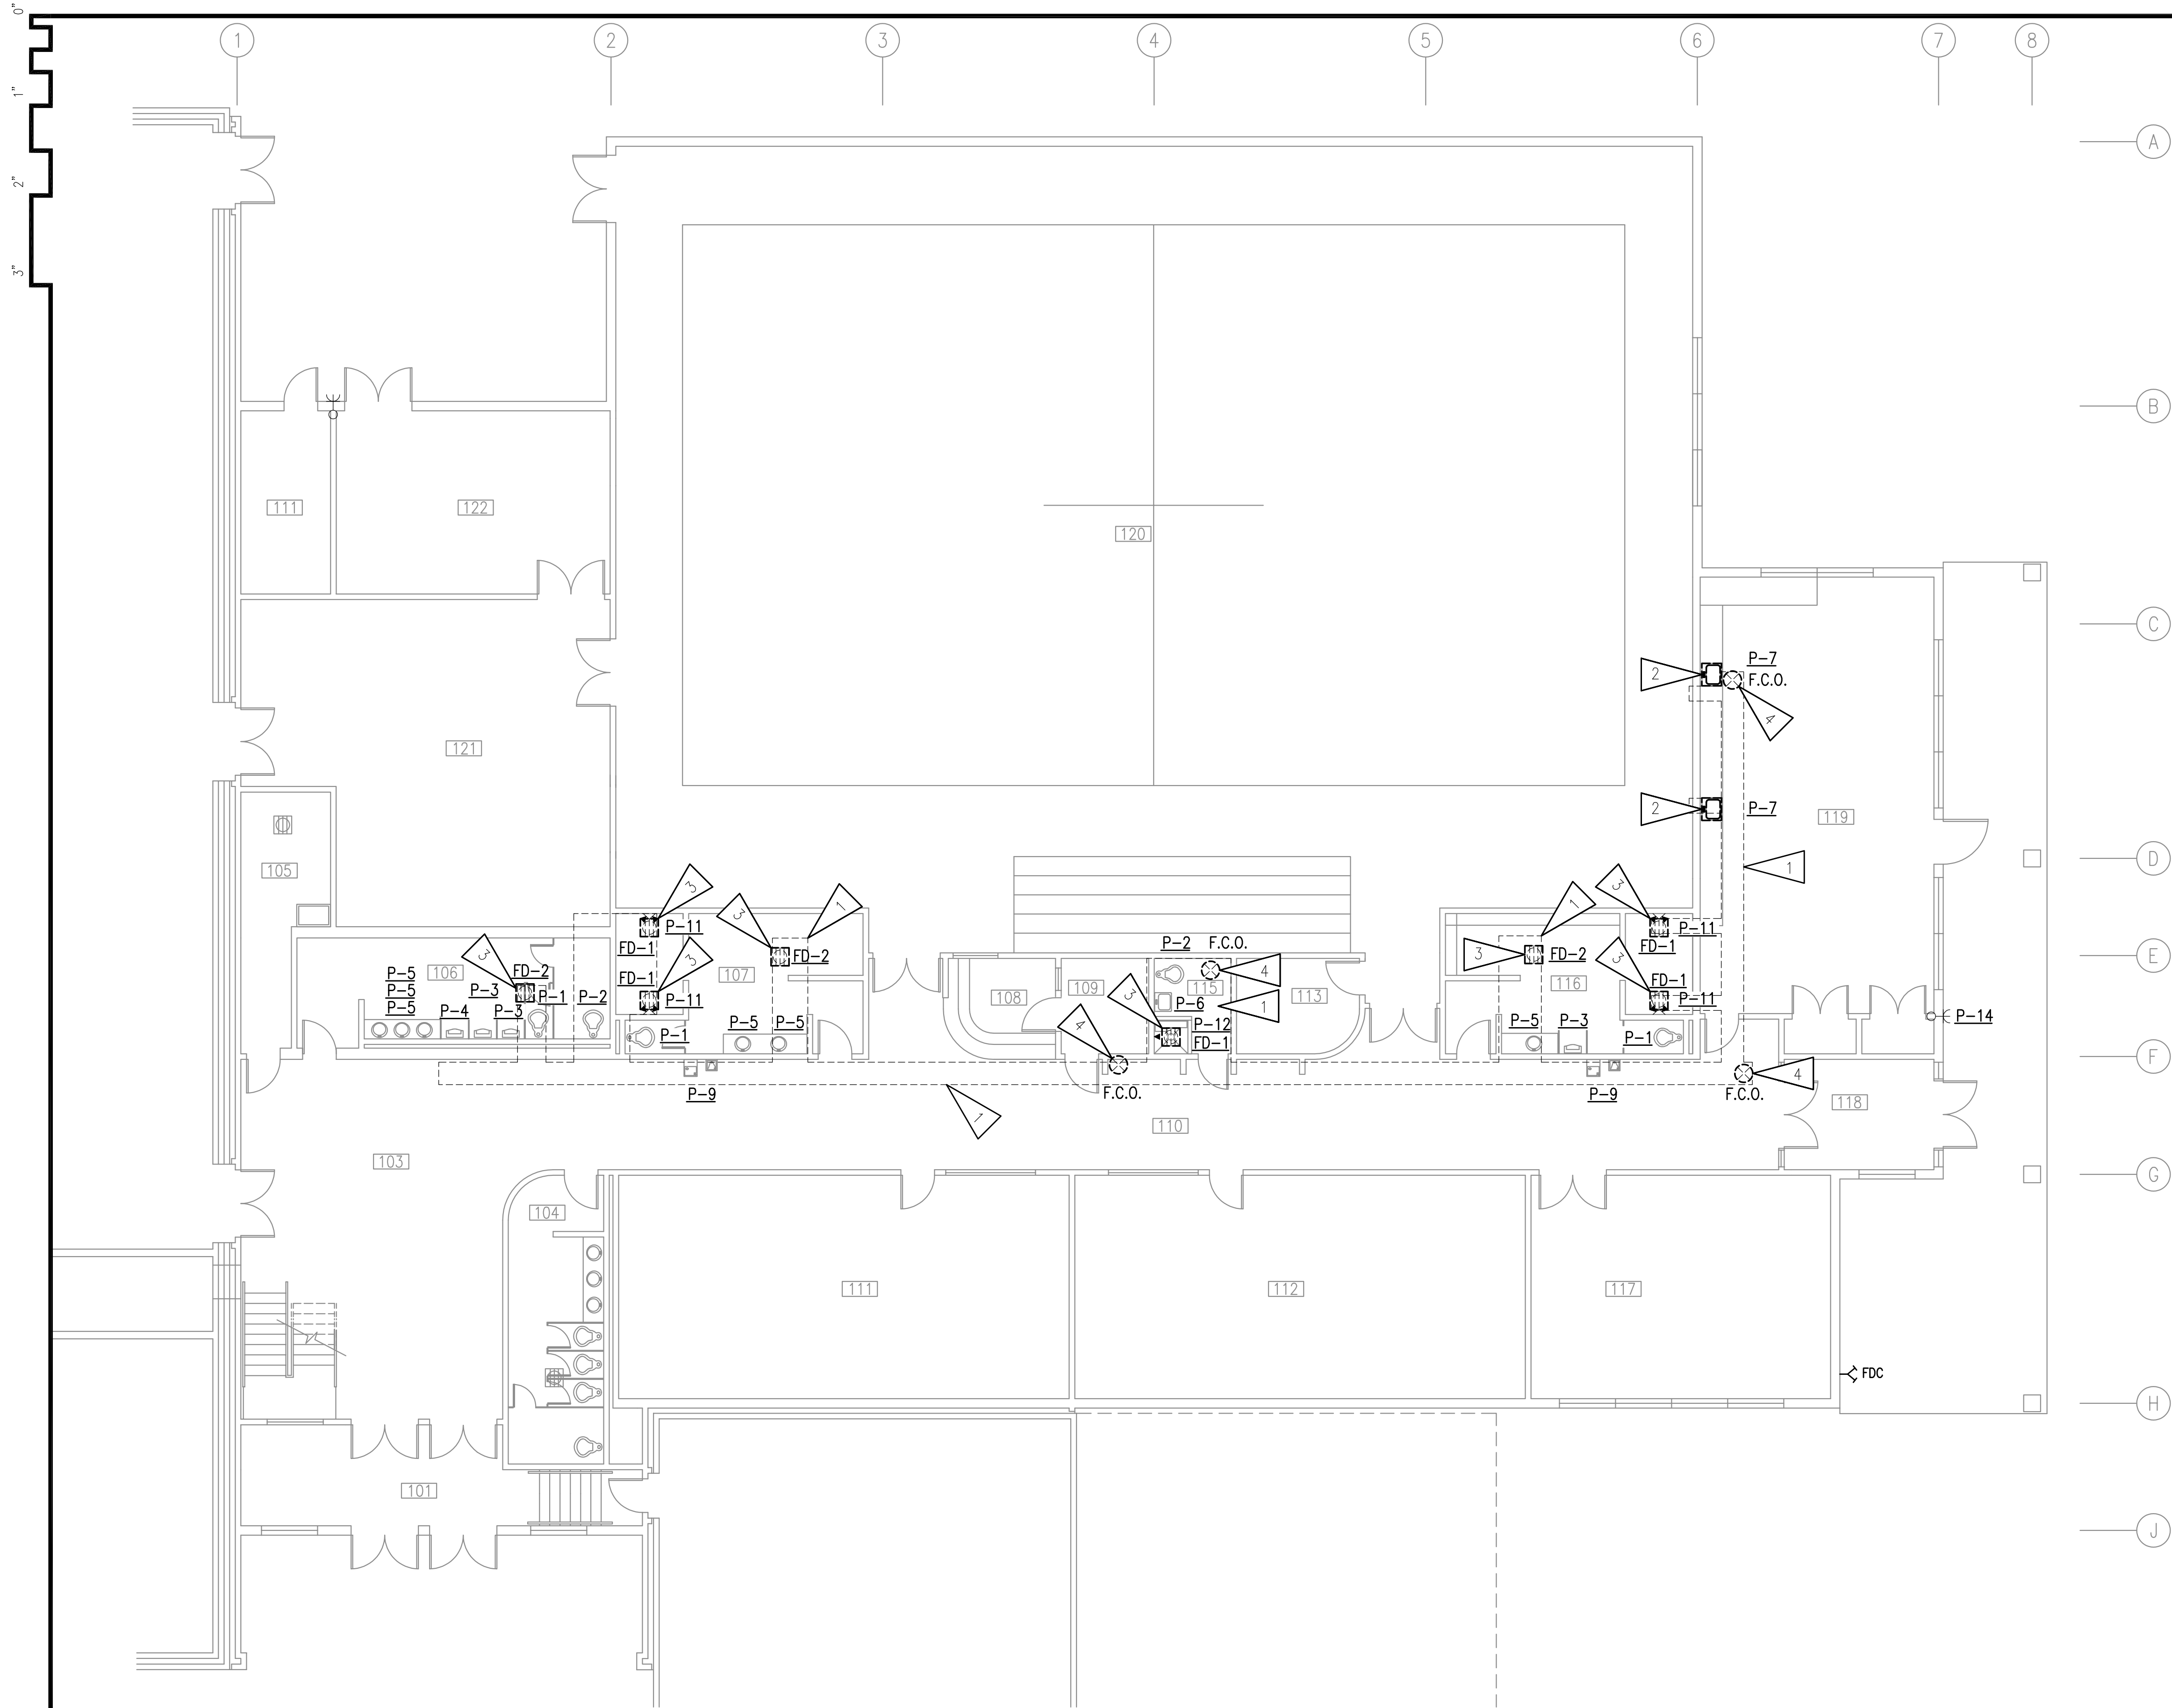 0"
1"
2"
3"
1 2 3 4 5 6 7 8
A
B
C
D
E
F
G
H
J
111
122
120
121
P-7
2
F.C.O.
4
2
P-7
119
1
105
3
3
1
1
3
P-11
FD-1
FD-1
3
FD-2
P-11
107
3
FD-2
P-11
FD-1
3
FD-1
P-11
116
P-2 F.C.O.
4
115
1
P-6
3
P-12
FD-1
108
109
113
4
F.C.O.
3
106
FD-2
P-5
P-5
P-5
P-3
P-4
P-3
P-1
P-2
P-1
P-5
P-5
P-5
P-3
P-1
P-14
P-9
P-9
F.C.O.
4
1
110
118
103
104
111
112
117
FDC
101